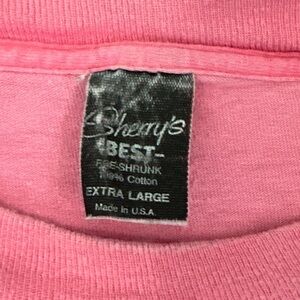 Sherry's
-BEST-
PRE-SHRUNK
100% Cotton
EXTRA LARGE
Made in U.S.A.